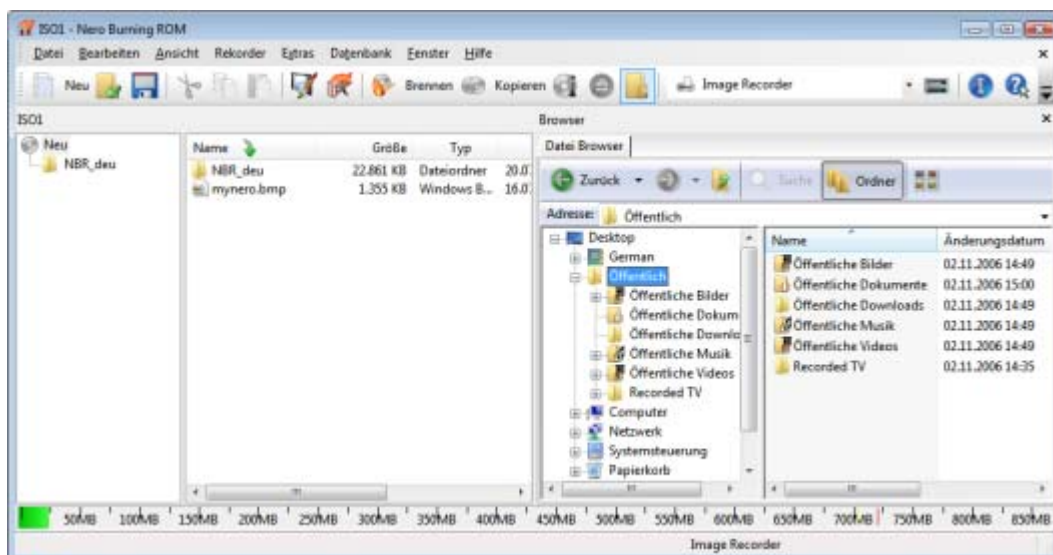 ISO1 - Nero Burning ROM
Datei Bearbeiten Ansicht Rekorder Extras Datenbank Fenster Hilfe
Neu Brennen Kopieren Image Recorder
ISO1
Neu
NBR_deu
Name Größe Typ
NBR_deu 22.861 KB Dateiordner 20.0
mynero.bmp 1.355 KB Windows B... 16.0
Browser
Datei Browser
Zurück Suche Ordner
Adresse: Öffentlich
Desktop
German
Öffentlich
Öffentliche Bilder
Öffentliche Dokum
Öffentliche Downlo
Öffentliche Musik
Öffentliche Videos
Recorded TV
Computer
Netzwerk
Systemsteuerung
Papierkorb
Name Änderungsdatum
Öffentliche Bilder 02.11.2006 14:49
Öffentliche Dokumente 02.11.2006 15:00
Öffentliche Downloads 02.11.2006 14:49
Öffentliche Musik 02.11.2006 14:49
Öffentliche Videos 02.11.2006 14:49
Recorded TV 02.11.2006 14:35
50MB 100MB 150MB 200MB 250MB 300MB 350MB 400MB 450MB 500MB 550MB 600MB 650MB 700MB 750MB 800MB 850MB
Image Recorder